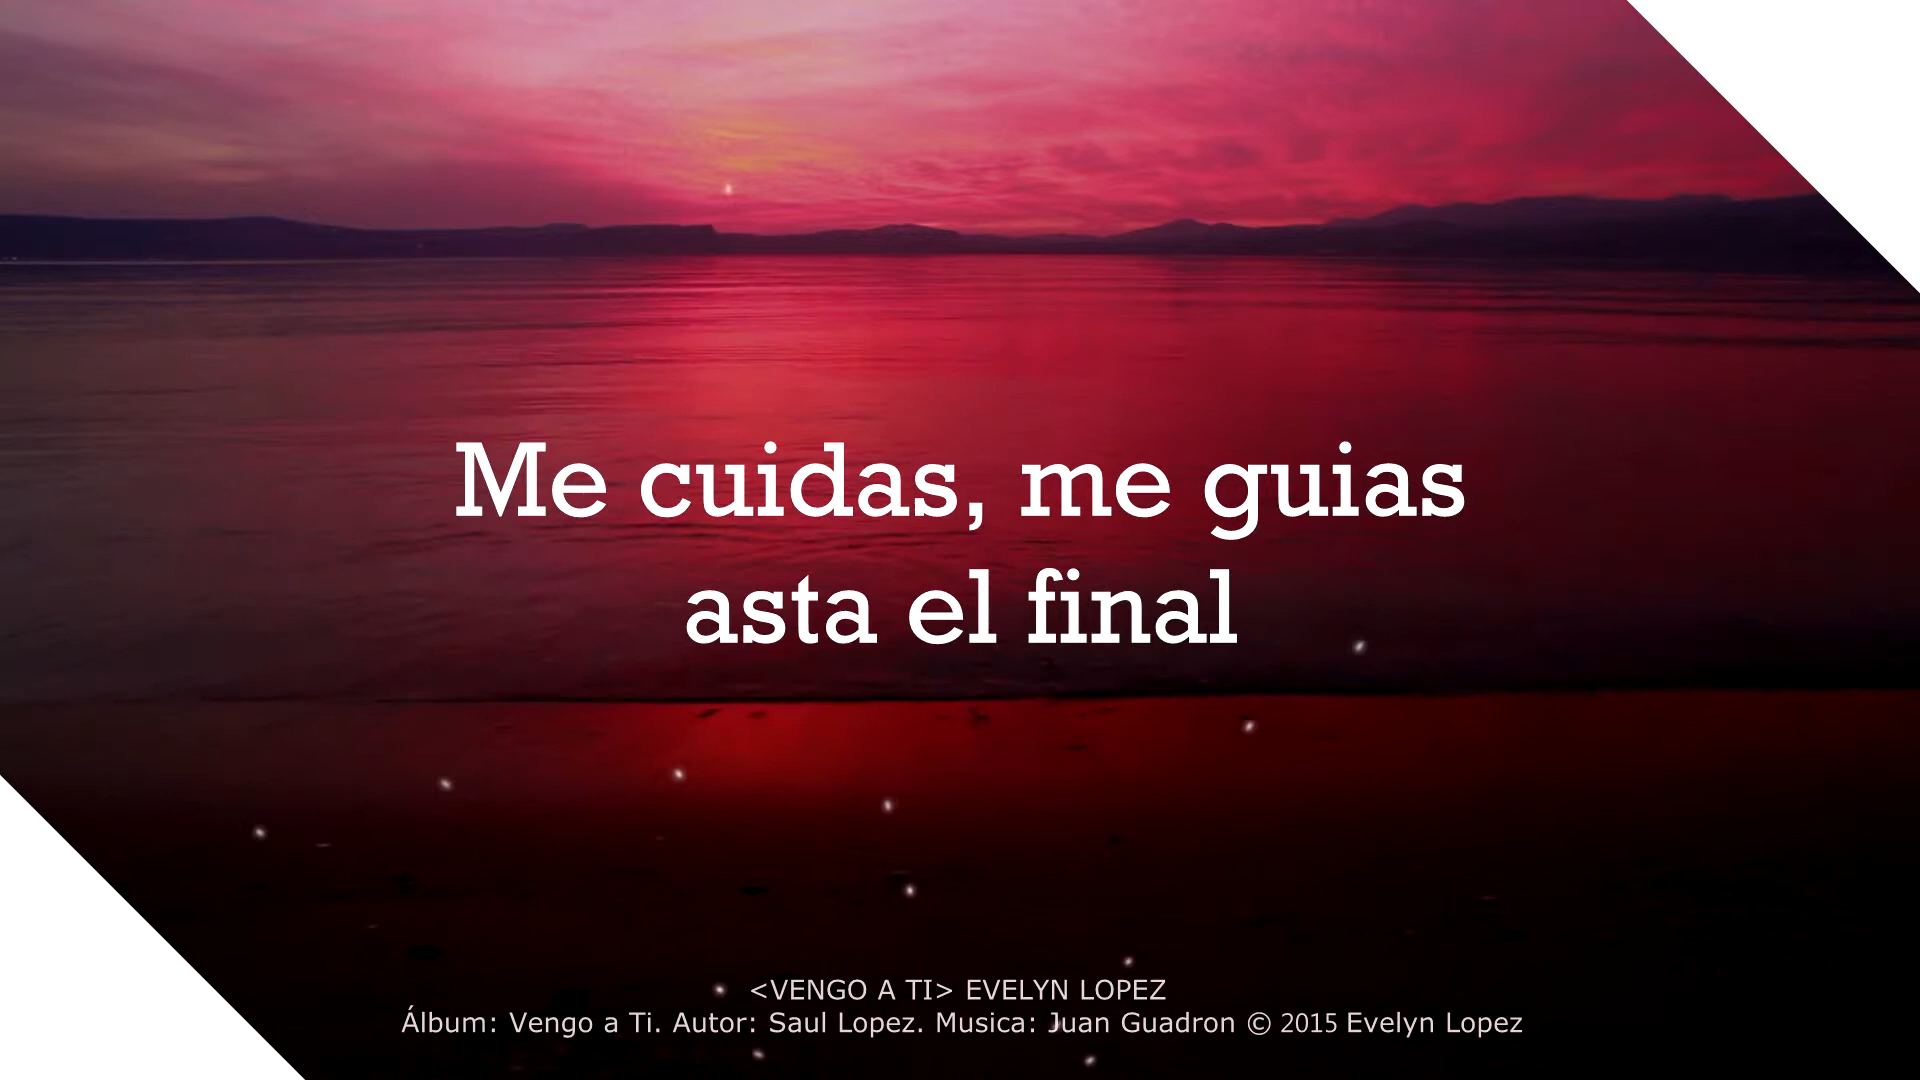 Me cuidas, me guias
asta el final
<VENGO A TI> EVELYN LOPEZ
Álbum: Vengo a Ti. Autor: Saul Lopez. Musica: Juan Guadron © 2015 Evelyn Lopez